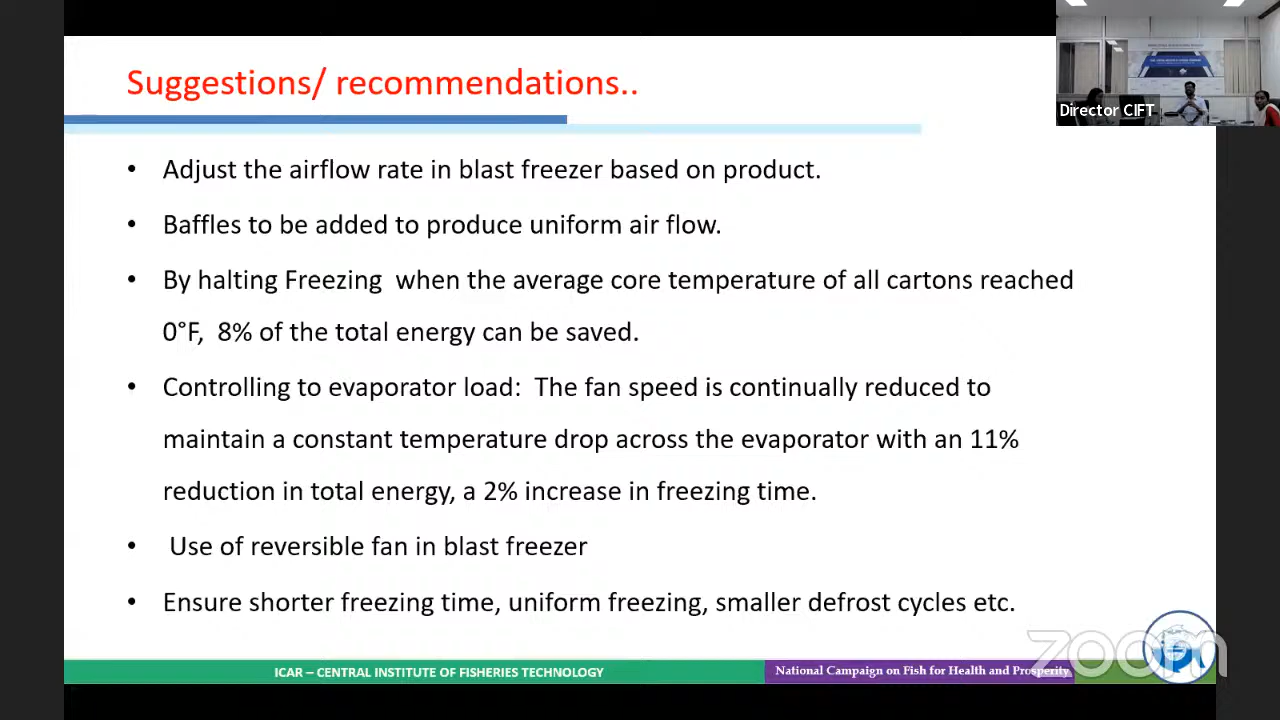 Suggestions/ recommendations..
Director CIFT
• Adjust the airflow rate in blast freezer based on product.
• Baffles to be added to produce uniform air flow.
• By halting Freezing when the average core temperature of all cartons reached
0°F, 8% of the total energy can be saved.
• Controlling to evaporator load: The fan speed is continually reduced to
maintain a constant temperature drop across the evaporator with an 11%
reduction in total energy, a 2% increase in freezing time.
• Use of reversible fan in blast freezer
• Ensure shorter freezing time, uniform freezing, smaller defrost cycles etc.
zoom
ICAR – CENTRAL INSTITUTE OF FISHERIES TECHNOLOGY
National Campaign on Fish for Health and Prosperity